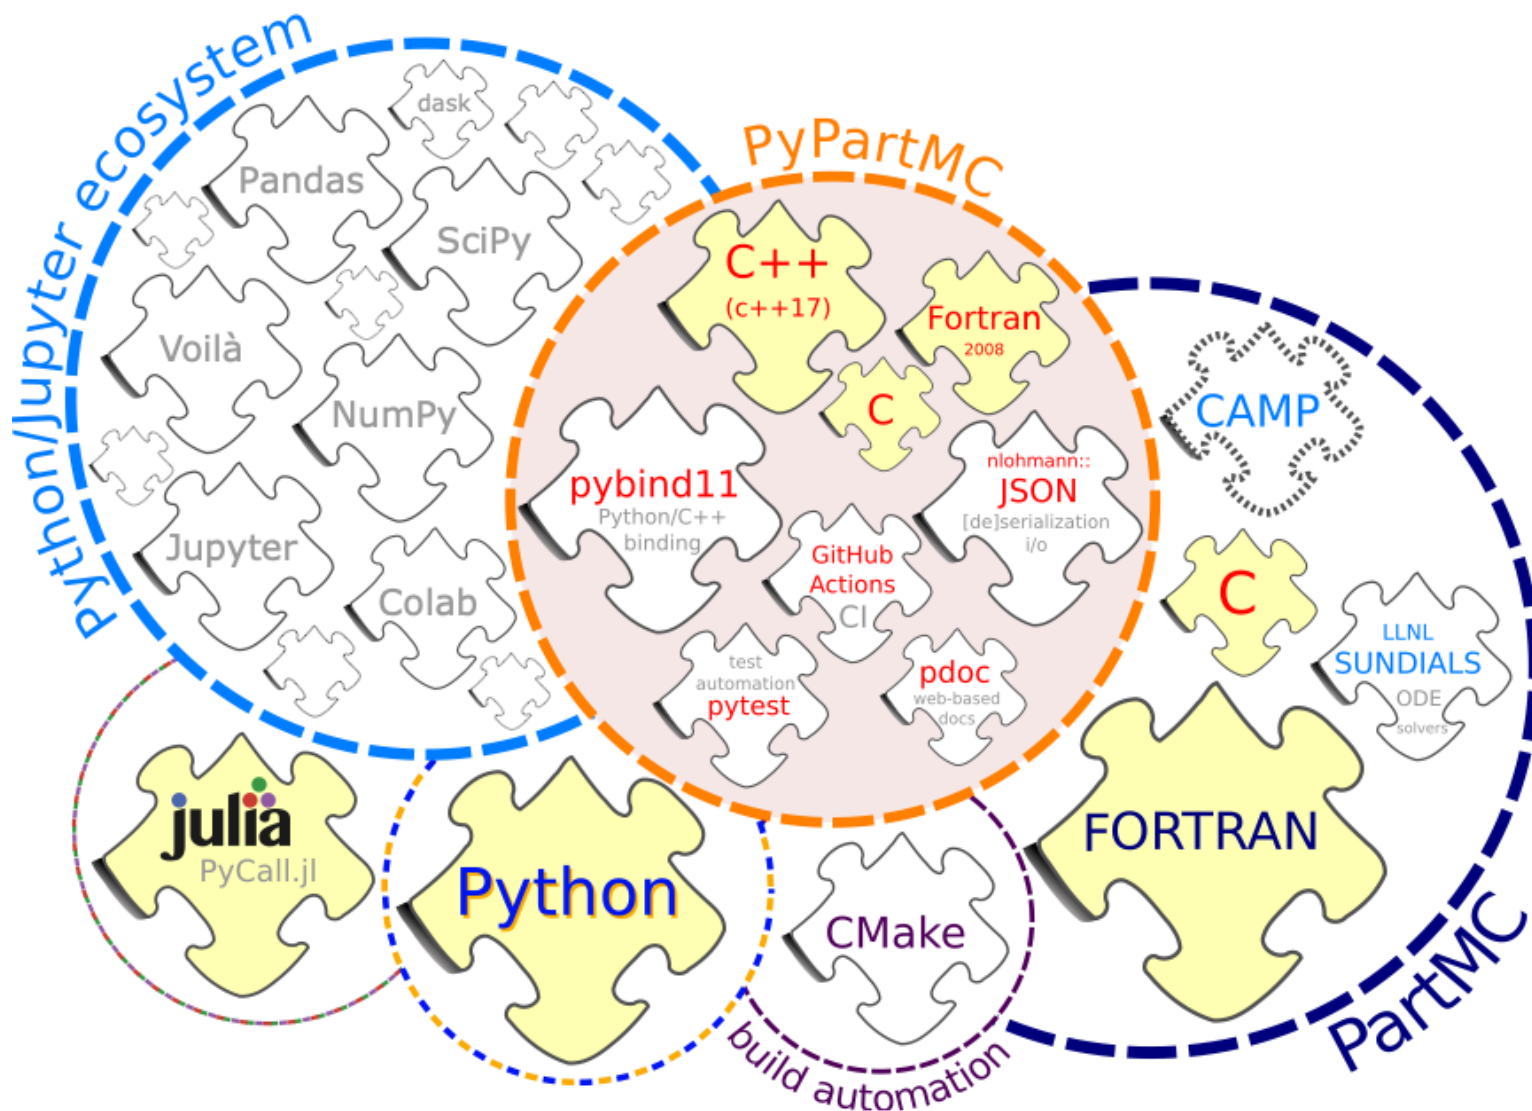 Python/Jupyter ecosystem
dask
Pandas
SciPy
Voilà
NumPy
Jupyter
Colab
PyPartMC
C++
(c++17)
Fortran
2008
C
pybind11
Python/C++
binding
nlohmann::
JSON
[de]serialization
i/o
GitHub
Actions
CI
test
automation
pytest
pdoc
web-based
docs
CAMP
C
LLNL
SUNDIALS
ODE
solvers
FORTRAN
PartMC
julia
PyCall.jl
Python
CMake
build automation